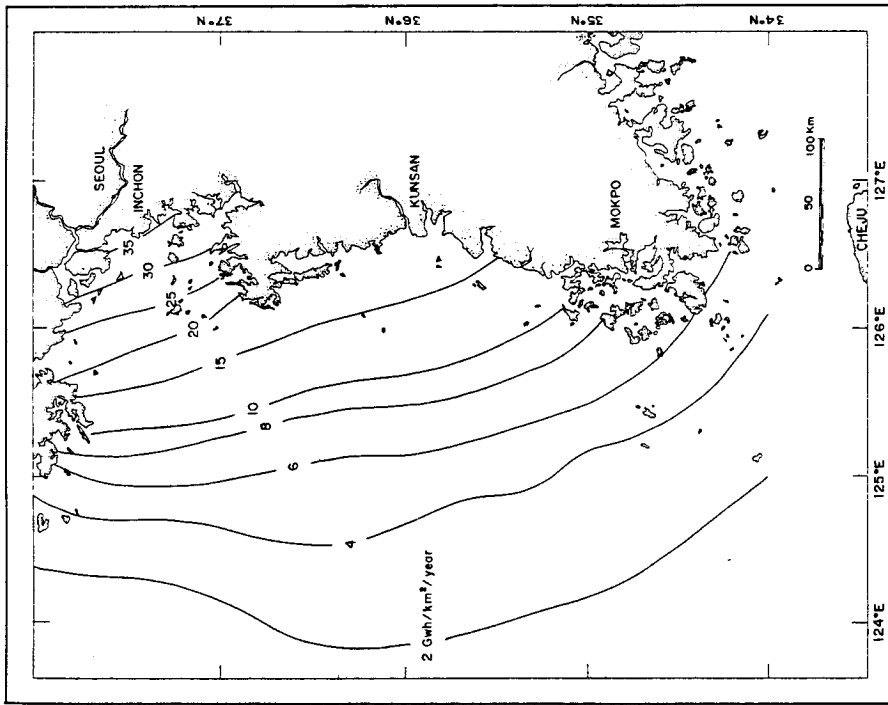 37°N
36°N
35°N
34°N
SEOUL
INCHON
KUNSAN
MOKPO
CHEJU
35
30
25
20
15
10
8
6
4
2 Gwh/km²/year
0 50 100 Km
124°E
125°E
126°E
127°E